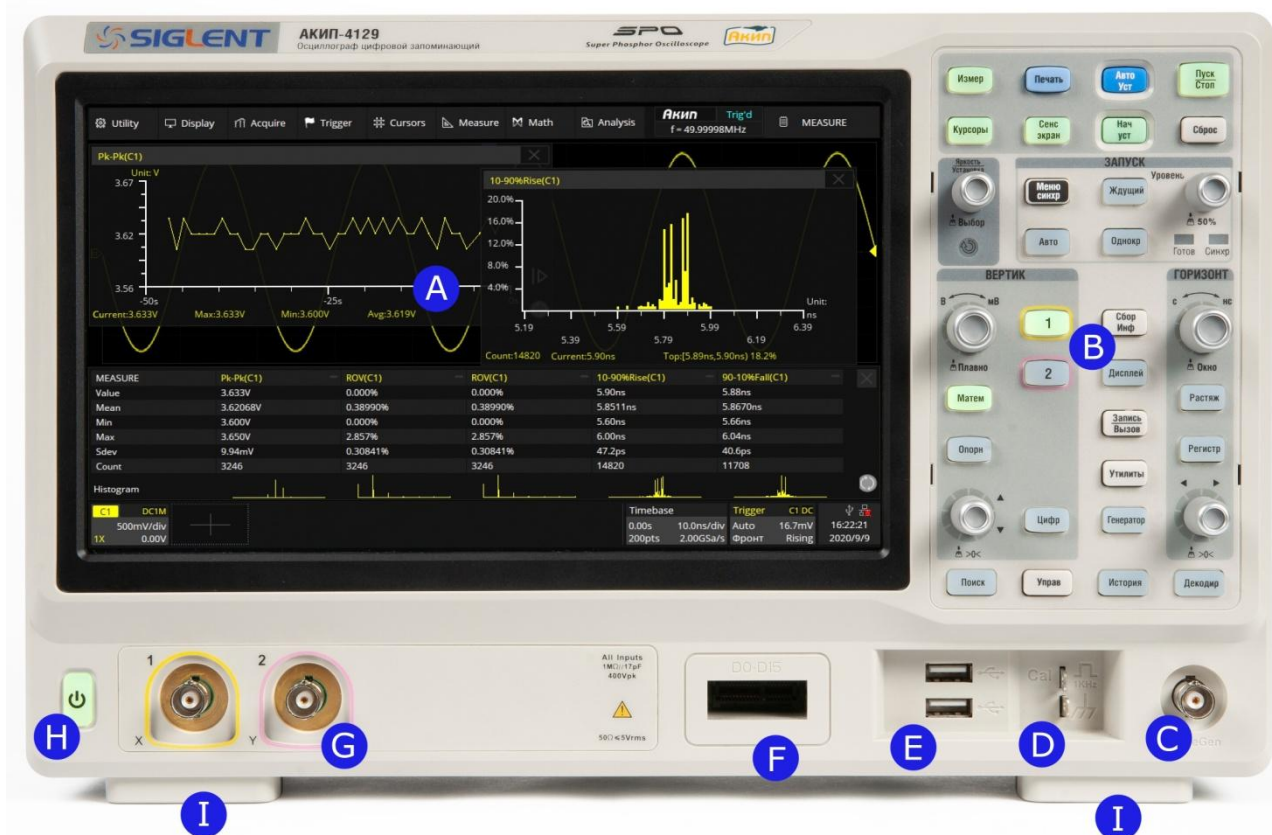 SIGLENT
АКИП-4129
Осциллограф цифровой запоминающий
SPO
Super Phosphor Oscilloscope
Акип
Utility
Display
Acquire
Trigger
Cursors
Measure
Math
Analysis
Акип Trig'd
f = 49.99998MHz
MEASURE
Pk-Pk(C1)
Unit: V
3.67
3.62
3.56
-50s
-25s
Current:3.633V Max:3.633V Min:3.600V Avg:3.619V
A
10-90%Rise(C1)
20.0%
16.0%
12.0%
8.0%
4.0%
Unit:
ns
5.19 5.59 5.99 6.39
5.39 5.79 6.19
Count:14820 Current:5.90ns Top:[5.89ns,5.90ns) 18.2%
MEASURE Pk-Pk(C1) ROV(C1) ROV(C1) 10-90%Rise(C1) 90-10%Fall(C1)
Value 3.633V 0.000% 0.000% 5.90ns 5.88ns
Mean 3.62068V 0.38990% 0.38990% 5.8511ns 5.8670ns
Min 3.600V 0.000% 0.000% 5.60ns 5.66ns
Max 3.650V 2.857% 2.857% 6.00ns 6.04ns
Sdev 9.94mV 0.30841% 0.30841% 47.2ps 40.6ps
Count 3246 3246 3246 14820 11708
Histogram
C1 DC1M
500mV/div
1X 0.00V
Timebase
0.00s 10.0ns/div
200pts 2.00GSa/s
Trigger C1 DC
Auto 16.7mV
Фронт Rising
16:22:21
2020/9/9
Измер
Печать
Авто
Уст
Пуск
Стоп
Курсоры
Сенс
экран
Нач
уст
Сброс
Яркость
Установка
Выбор
ЗАПУСК
Уровень
Меню
синхр
Ждущий
50%
Авто
Однокр
Готов Синхр
ВЕРТИК
ГОРИЗОНТ
В мВ
с нс
1
B
Сбор
Инф
Плавно
Окно
2
Дисплей
Матем
Растяж
Запись
Вызов
Опорн
Регистр
Утилиты
Цифр
Генератор
>0<
>0<
Поиск
Управ
История
Декодир
1
2
X
Y
All Inputs
1MΩ//17pF
400Vpk
50Ω≤5Vrms
D0-D15
Cal
1KHz
H
G
F
E
D
C
I
I